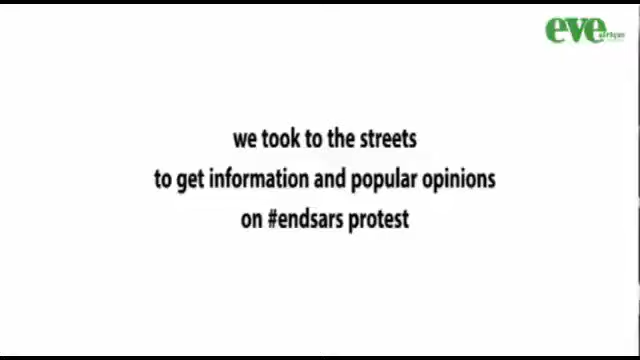 eve
we took to the streets
to get information and popular opinions
on #endsars protest